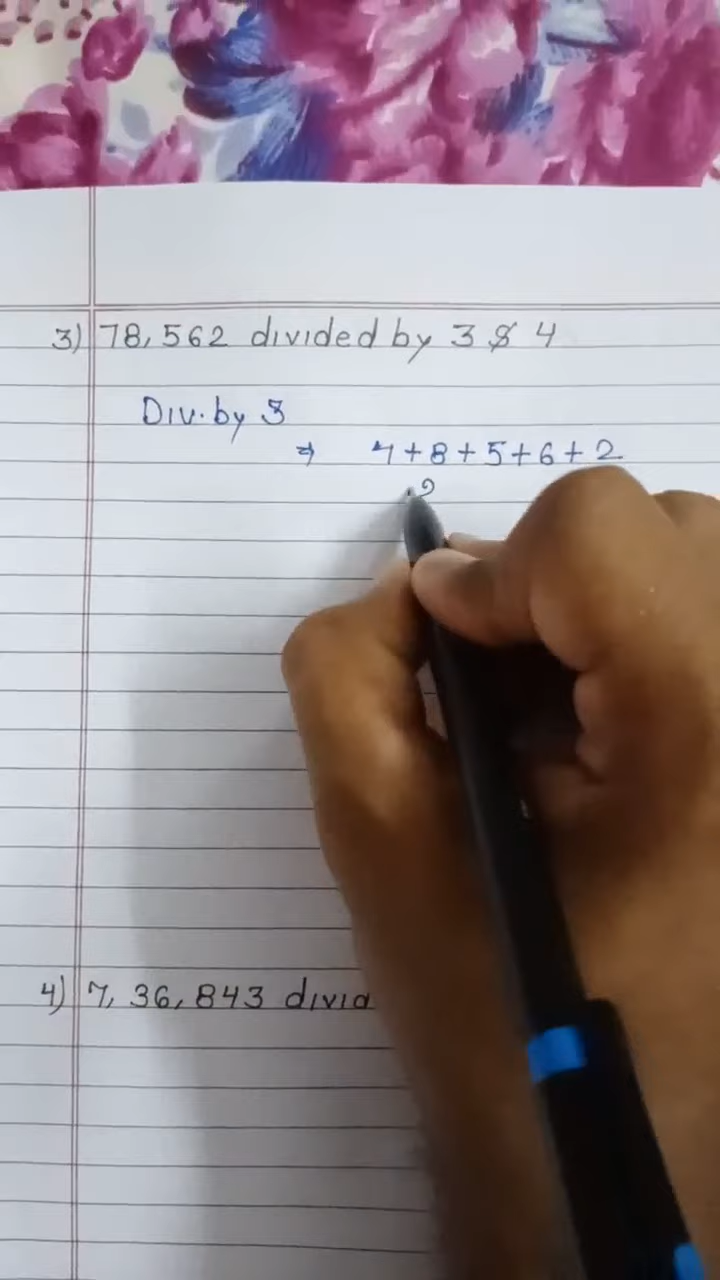 3) 78,562 divided by 3 & 4
Div. by 3
⇒ 7+8+5+6+2
4) 7, 36, 843